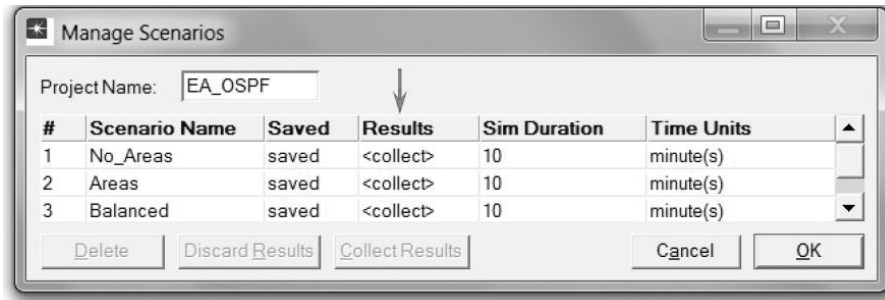 Manage Scenarios
Project Name: EA_OSPF
# Scenario Name Saved Results Sim Duration Time Units
1 No_Areas saved <collect> 10 minute(s)
2 Areas saved <collect> 10 minute(s)
3 Balanced saved <collect> 10 minute(s)
Delete Discard Results Collect Results Cancel OK